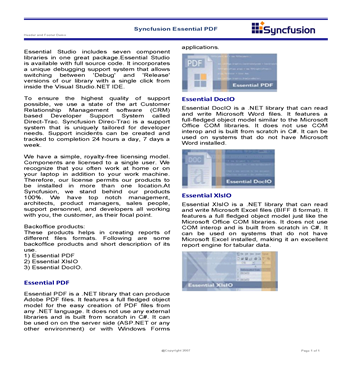 Syncfusion Essential PDF
Syncfusion
Essential Studio includes seven component
libraries in one great package.Essential Studio
is available with full source code. It incorporates
a unique debugging support system that allows
switching between 'Debug' and 'Release'
versions of our library with a single click from
inside the Visual Studio.NET IDE.
To ensure the highest quality of support
possible, we use a state of the art Customer
Relationship Management software (CRM)
based Developer Support System called
Direct-Trac. Syncfusion Direct-Trac is a support
system that is uniquely tailored for developer
needs. Support incidents can be created and
tracked to completion 24 hours a day, 7 days a
week.
We have a simple, royalty-free licensing model.
Components are licensed to a single user. We
recognize that you often work at home or on
your laptop in addition to your work machine.
Therefore, our license permits our products to
be installed in more than one location.At
Syncfusion, we stand behind our products
100%. We have top notch management,
architects, product managers, sales people,
support personnel, and developers all working
with you, the customer, as their focal point.
Backoffice products:
These products helps in creating reports of
different files formats. Following are some
backoffice products and short description of its
use.
1) Essential PDF
2) Essential XlsIO
3) Essential DocIO.
Essential PDF
Essential PDF is a .NET library that can produce
Adobe PDF files. It features a full fledged object
model for the easy creation of PDF files from
any .NET language. It does not use any external
libraries and is built from scratch in C#. It can
be used on on the server side (ASP.NET or any
other environment) or with Windows Forms
applications.
PDF
Essential PDF
Essential DocIO
Essential DocIO is a .NET library that can read
and write Microsoft Word files. It features a
full-fledged object model similar to the Microsoft
Office COM libraries. It does not use COM
interop and is built from scratch in C#. It can be
used on systems that do not have Microsoft
Word installed.
Essential DocIO
Essential XlsIO
Essential XlsIO is a .NET library that can read
and write Microsoft Excel files (BIFF 8 format). It
features a full fledged object model just like the
Microsoft Office COM libraries. It does not use
COM interop and is built from scratch in C#. It
can be used on systems that do not have
Microsoft Excel installed, making it an excellent
report engine for tabular data.
Essential XlsIO